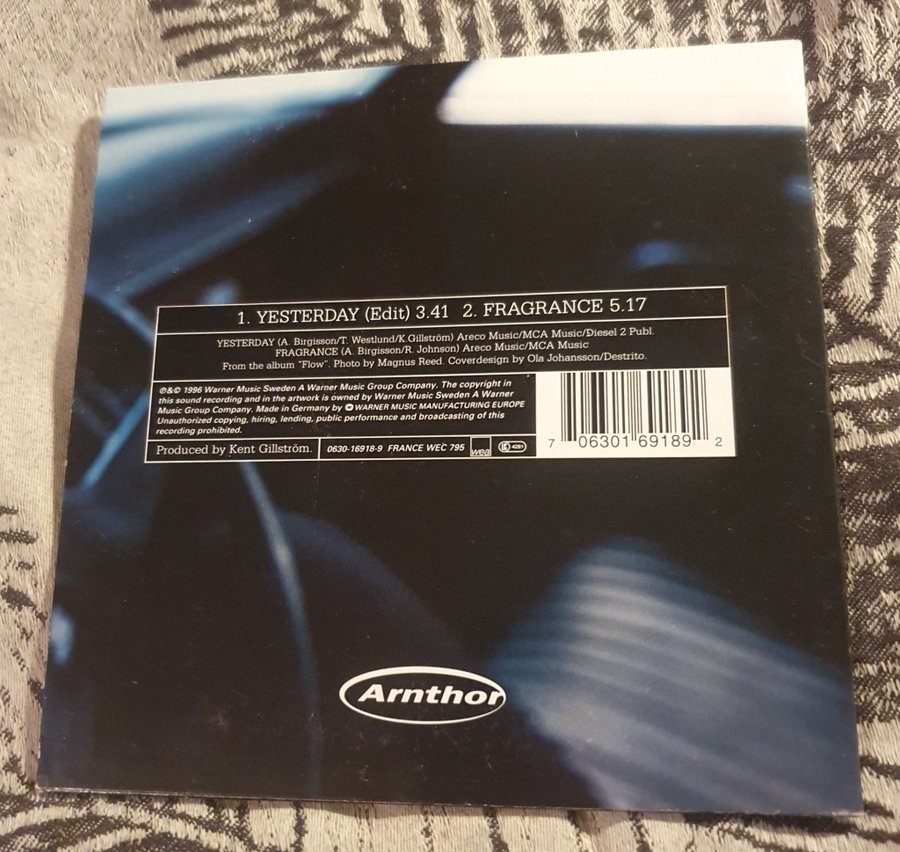 1. YESTERDAY (Edit) 3.41 2. FRAGRANCE 5.17
YESTERDAY (A. Birgisson/T. Westlund/K.Gillström) Areco Music/MCA Music/Diesel 2 Publ.
FRAGRANCE (A. Birgisson/R. Johnson) Areco Music/MCA Music
From the album "Flow". Photo by Magnus Reed. Coverdesign by Ola Johansson/Destrito.
℗&© 1996 Warner Music Sweden A Warner Music Group Company. The copyright in
this sound recording and in the artwork is owned by Warner Music Sweden A Warner
Music Group Company. Made in Germany by WARNER MUSIC MANUFACTURING EUROPE
Unauthorized copying, hiring, lending, public performance and broadcasting of this
recording prohibited.
Produced by Kent Gillström. 0630-16918-9 FRANCE WEC 795 wea 4281
7 06301 69189 2
Arnthor